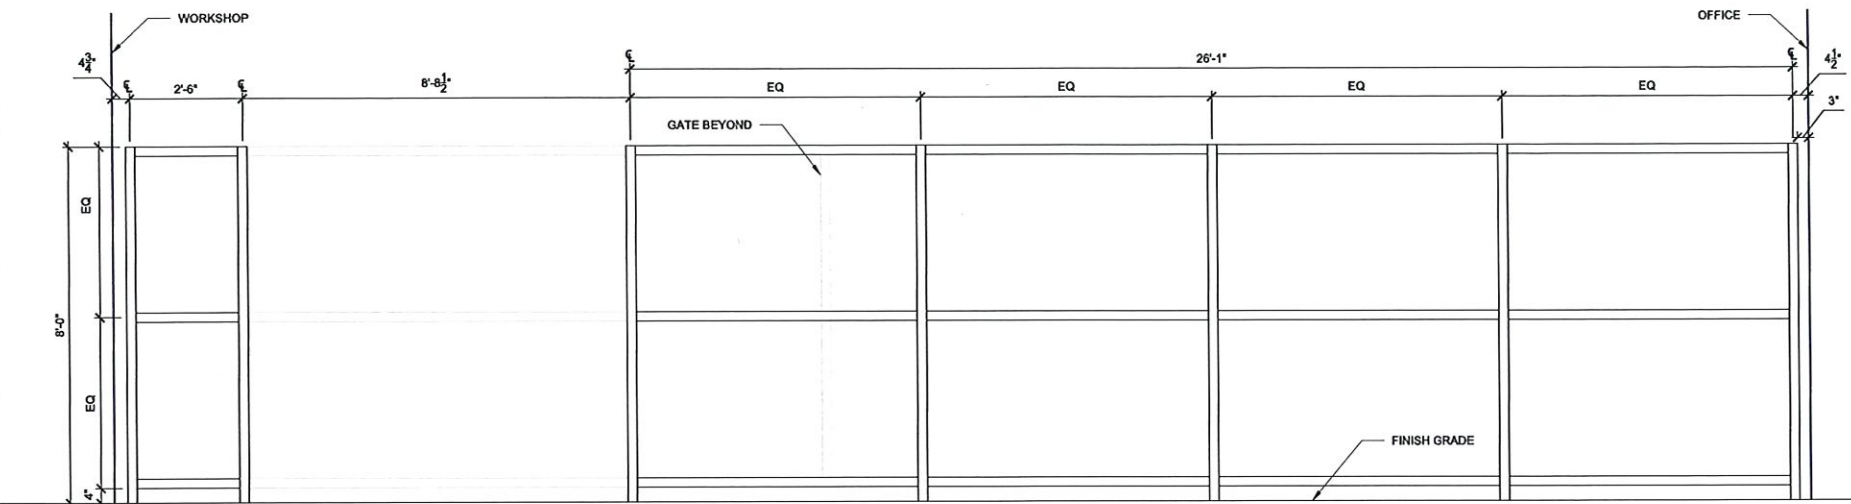 WORKSHOP
OFFICE
℄
26'-1"
℄
4 3/4"
4 1/2"
℄
2'-6"
℄
8'-8 1/2"
EQ
EQ
EQ
EQ
3"
GATE BEYOND
EQ
8'-0"
EQ
FINISH GRADE
4"